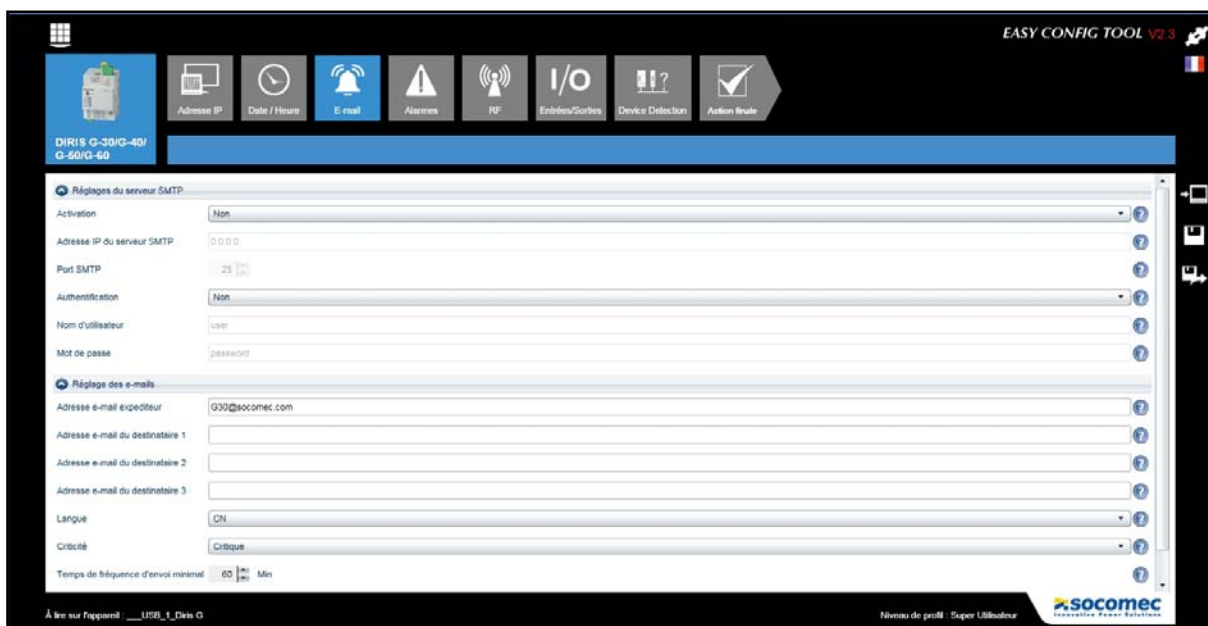 EASY CONFIG TOOL V2.3
Adresse IP
Date / Heure
E-mail
Alarmes
RF
I/O
Entrées/Sorties
?
Device Detection
Action finale
DIRIS G-30/G-40/
G-50/G-60
Réglages du serveur SMTP
Activation Non
Adresse IP du serveur SMTP 0.0.0.0
Port SMTP 25
Authentification Non
Nom d'utilisateur user
Mot de passe password
Réglage des e-mails
Adresse e-mail expediteur G30@socomec.com
Adresse e-mail du destinataire 1
Adresse e-mail du destinataire 2
Adresse e-mail du destinataire 3
Langue CN
Criticité Critique
Temps de fréquence d'envoi minimal 60 Min
À lire sur l'appareil : ___USB_1_Diris G
Niveau de profil : Super Utilisateur
socomec
Innovative Power Solutions